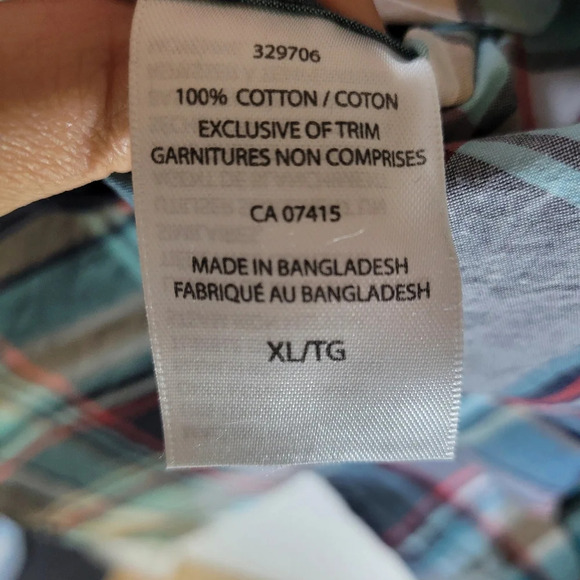 329706
100% COTTON / COTON
EXCLUSIVE OF TRIM
GARNITURES NON COMPRISES
CA 07415
MADE IN BANGLADESH
FABRIQUÉ AU BANGLADESH
XL/TG